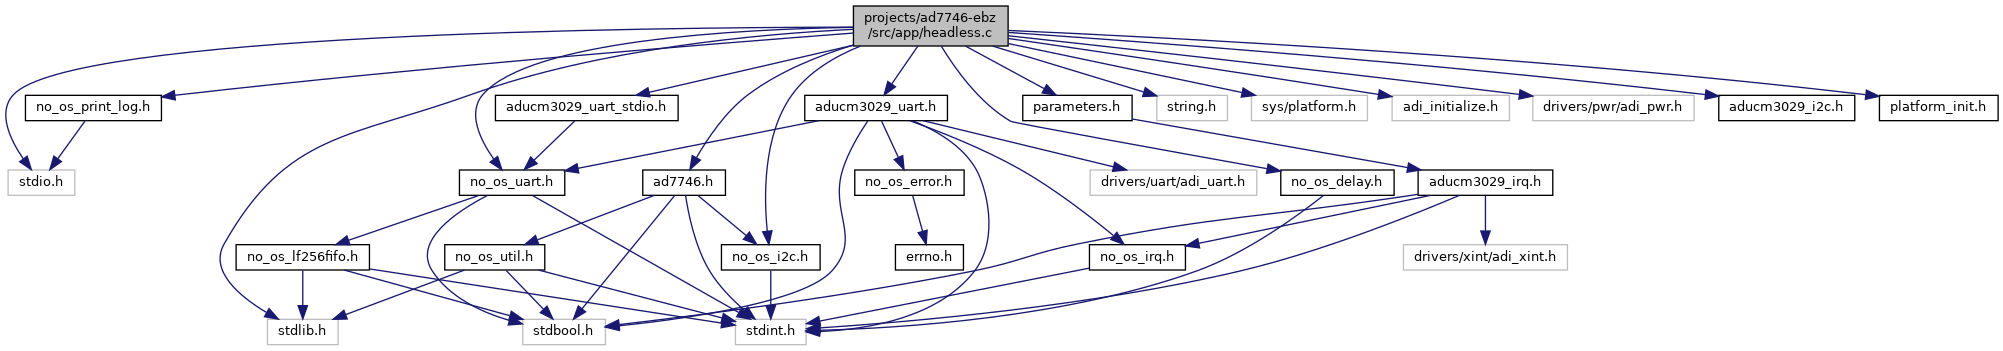 projects/ad7746-ebz
/src/app/headless.c
no_os_print_log.h
aducm3029_uart_stdio.h
aducm3029_uart.h
parameters.h
string.h
sys/platform.h
adi_initialize.h
drivers/pwr/adi_pwr.h
aducm3029_i2c.h
platform_init.h
stdio.h
no_os_uart.h
ad7746.h
no_os_error.h
drivers/uart/adi_uart.h
no_os_delay.h
aducm3029_irq.h
no_os_lf256fifo.h
no_os_util.h
no_os_i2c.h
errno.h
no_os_irq.h
drivers/xint/adi_xint.h
stdlib.h
stdbool.h
stdint.h